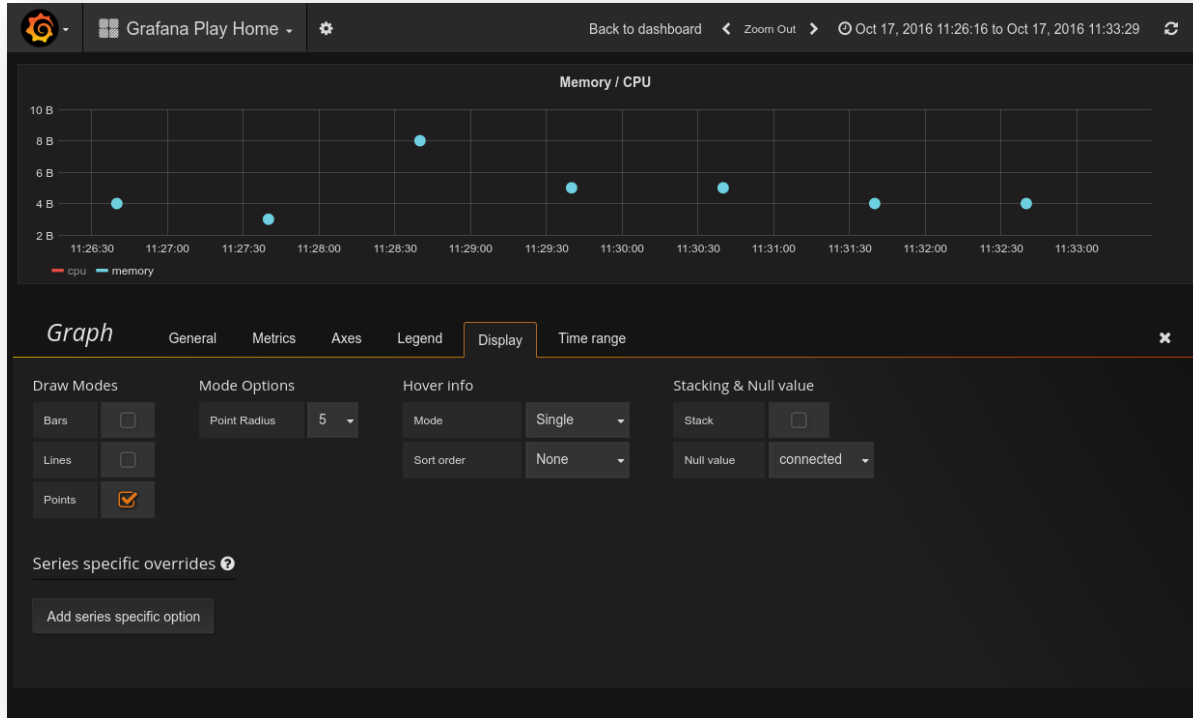 Grafana Play Home
Back to dashboard Zoom Out Oct 17, 2016 11:26:16 to Oct 17, 2016 11:33:29
Memory / CPU
10 B
8 B
6 B
4 B
2 B
11:26:30 11:27:00 11:27:30 11:28:00 11:28:30 11:29:00 11:29:30 11:30:00 11:30:30 11:31:00 11:31:30 11:32:00 11:32:30 11:33:00
cpu memory
Graph General Metrics Axes Legend Display Time range
Draw Modes Mode Options Hover info Stacking & Null value
Bars Point Radius 5 Mode Single Stack
Lines Sort order None Null value connected
Points
Series specific overrides
Add series specific option